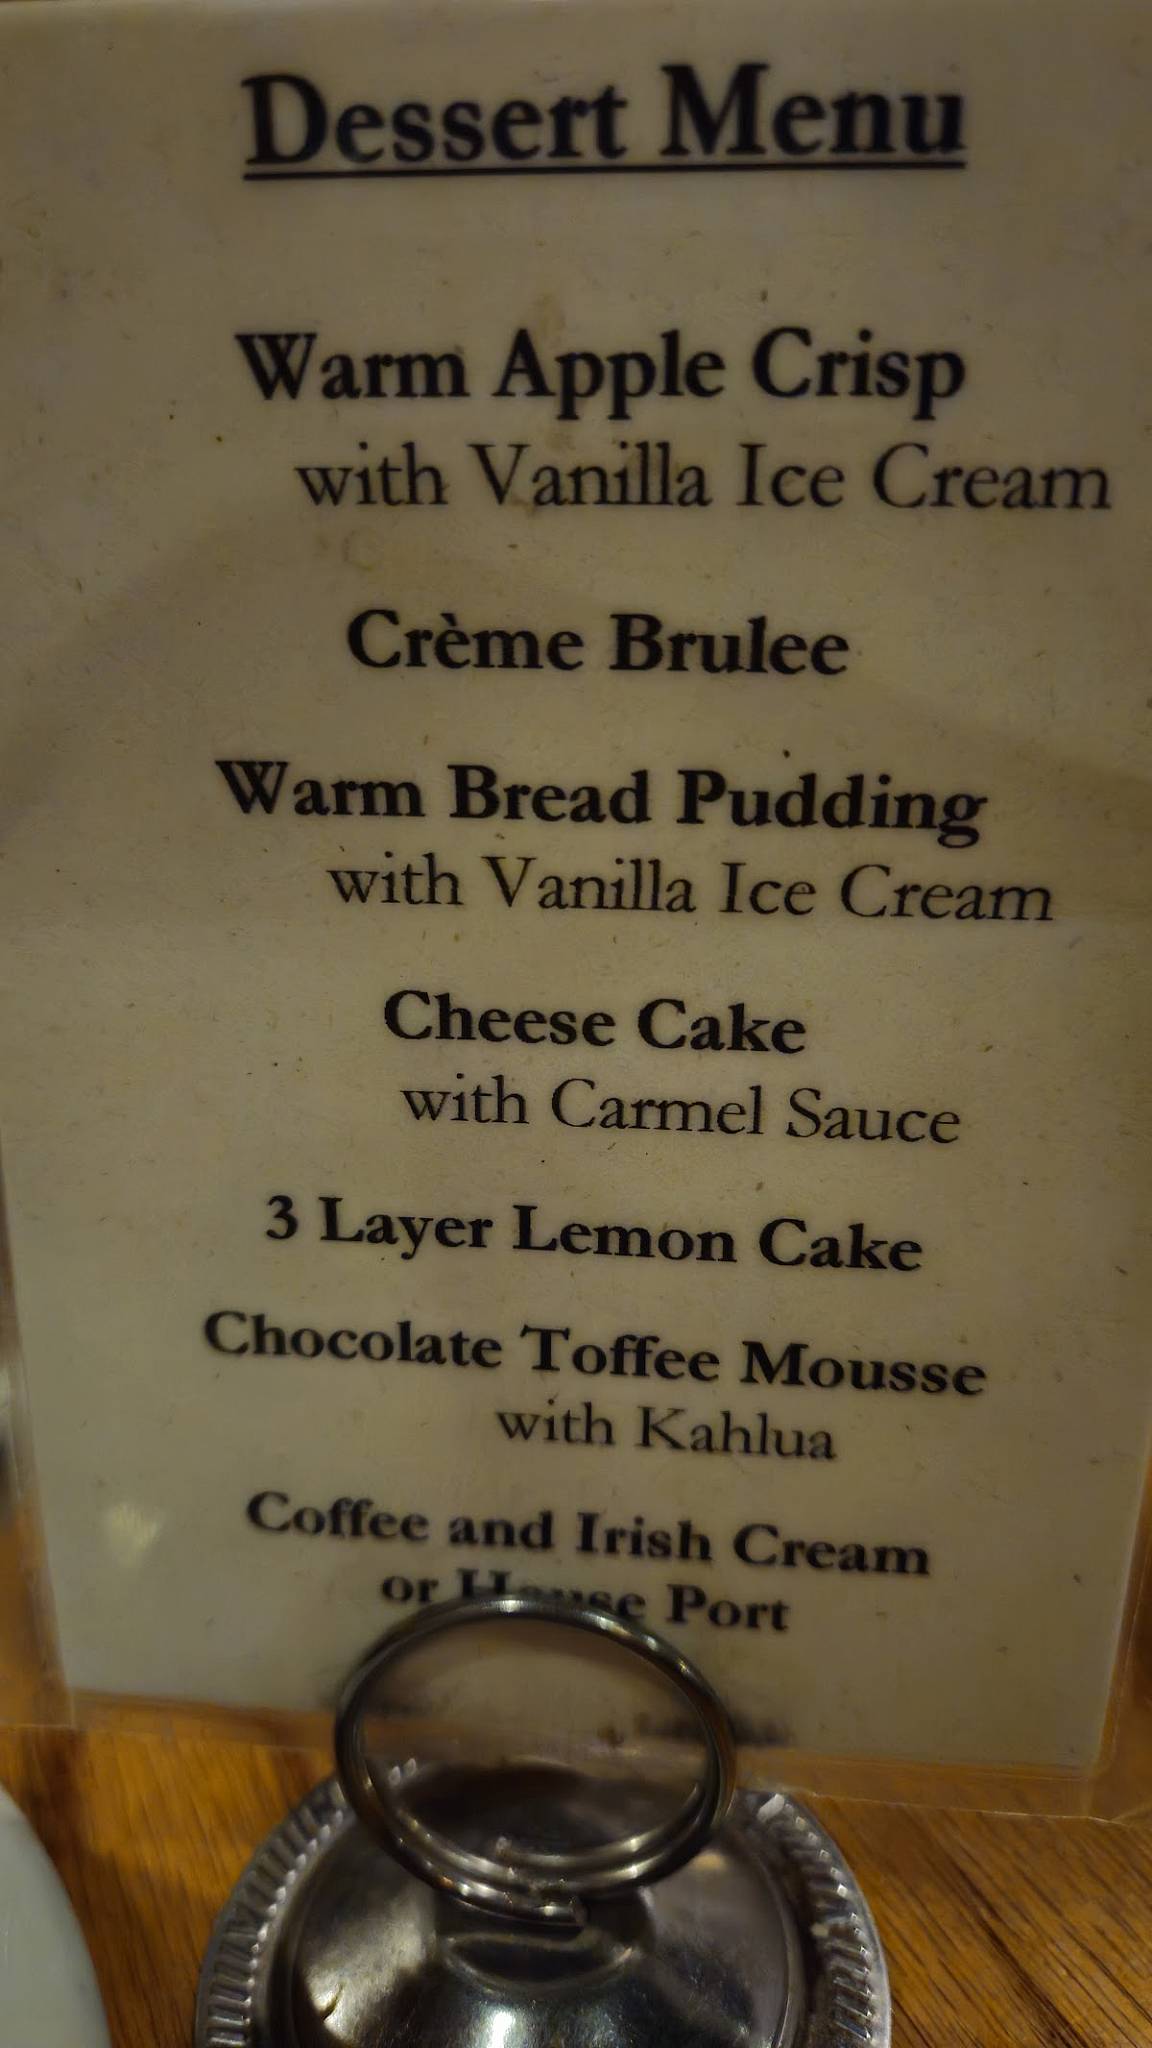 Dessert Menu
Warm Apple Crisp
with Vanilla Ice Cream
Crème Brulee
Warm Bread Pudding
with Vanilla Ice Cream
Cheese Cake
with Carmel Sauce
3 Layer Lemon Cake
Chocolate Toffee Mousse
with Kahlua
Coffee and Irish Cream
or House Port